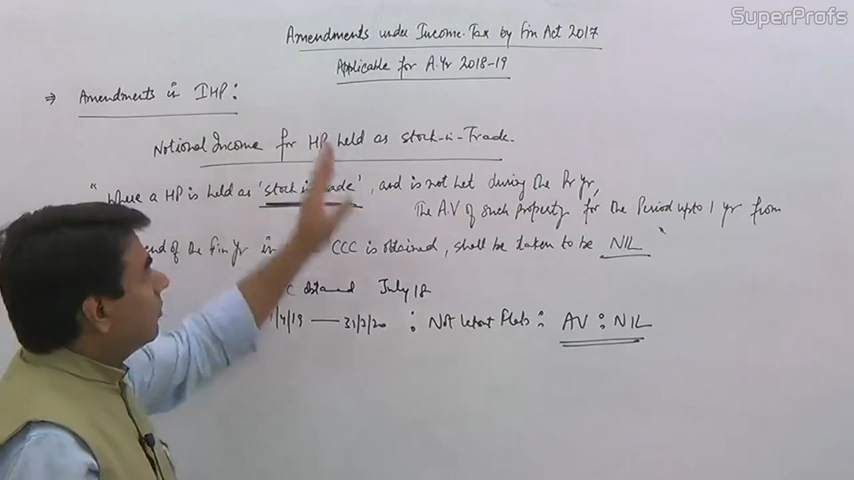 SuperProfs
Amendments under Income-Tax by Fin Act 2017
Applicable for A.Yr 2018-19
⇒ Amendments in IHP:
Notional Income for HP held as stock-in-Trade.
"Where a HP is held as 'stock in trade', and is not Let during the Pr Yr,
The A.V of such property for the Period upto 1 yr from
end of the Fin Yr in CCC is obtained, shall be taken to be NIL"
July 18
/4/19 — 31/3/20 : Not Letout Flats : AV : NIL